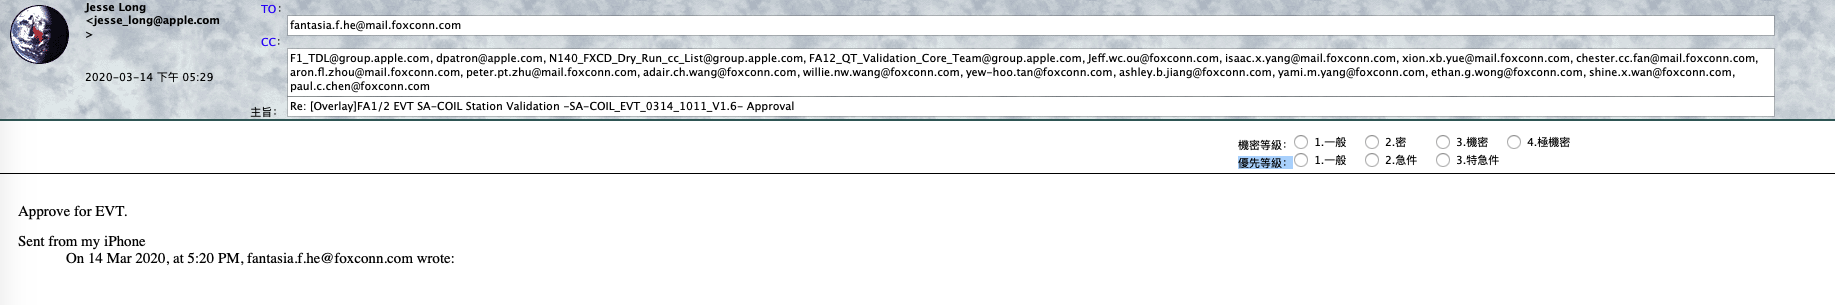 Jesse Long
<jesse_long@apple.com
>
2020-03-14 下午 05:29
TO:
fantasia.f.he@mail.foxconn.com
CC:
F1_TDL@group.apple.com, dpatron@apple.com, N140_FXCD_Dry_Run_cc_List@group.apple.com, FA12_QT_Validation_Core_Team@group.apple.com, Jeff.wc.ou@foxconn.com, isaac.x.yang@mail.foxconn.com, xion.xb.yue@mail.foxconn.com, chester.cc.fan@mail.foxconn.com,
aron.fl.zhou@mail.foxconn.com, peter.pt.zhu@mail.foxconn.com, adair.ch.wang@foxconn.com, willie.nw.wang@foxconn.com, yew-hoo.tan@foxconn.com, ashley.b.jiang@foxconn.com, yami.m.yang@foxconn.com, ethan.g.wong@foxconn.com, shine.x.wan@foxconn.com,
paul.c.chen@foxconn.com
主旨:
Re: [Overlay]FA1/2 EVT SA-COIL Station Validation -SA-COIL_EVT_0314_1011_V1.6- Approval
機密等級: 1.一般 2.密 3.機密 4.極機密
優先等級: 1.一般 2.急件 3.特急件
Approve for EVT.
Sent from my iPhone
On 14 Mar 2020, at 5:20 PM, fantasia.f.he@foxconn.com wrote: